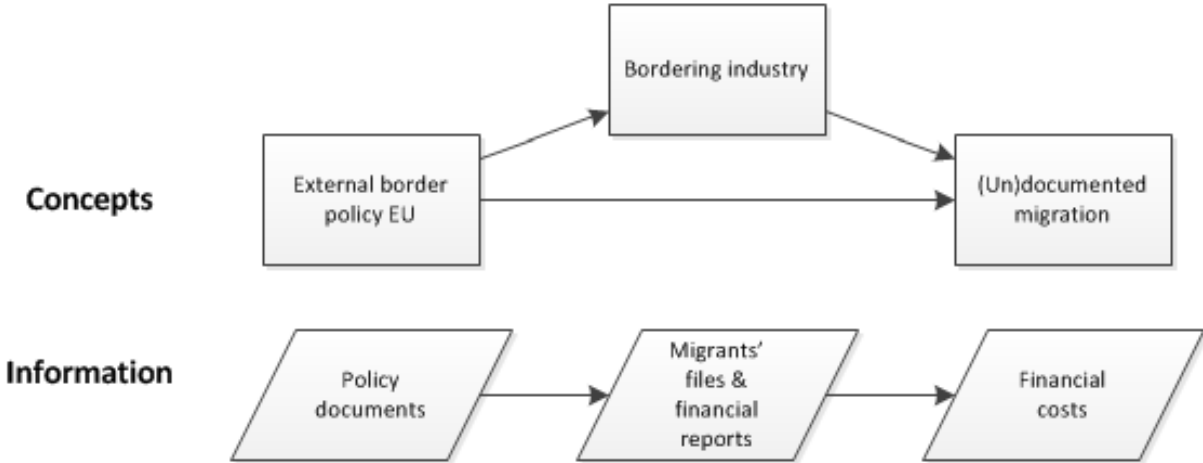 Bordering industry
Concepts
External border
policy EU
(Un)documented
migration
Information
Policy
documents
Migrants’
files &
financial
reports
Financial
costs